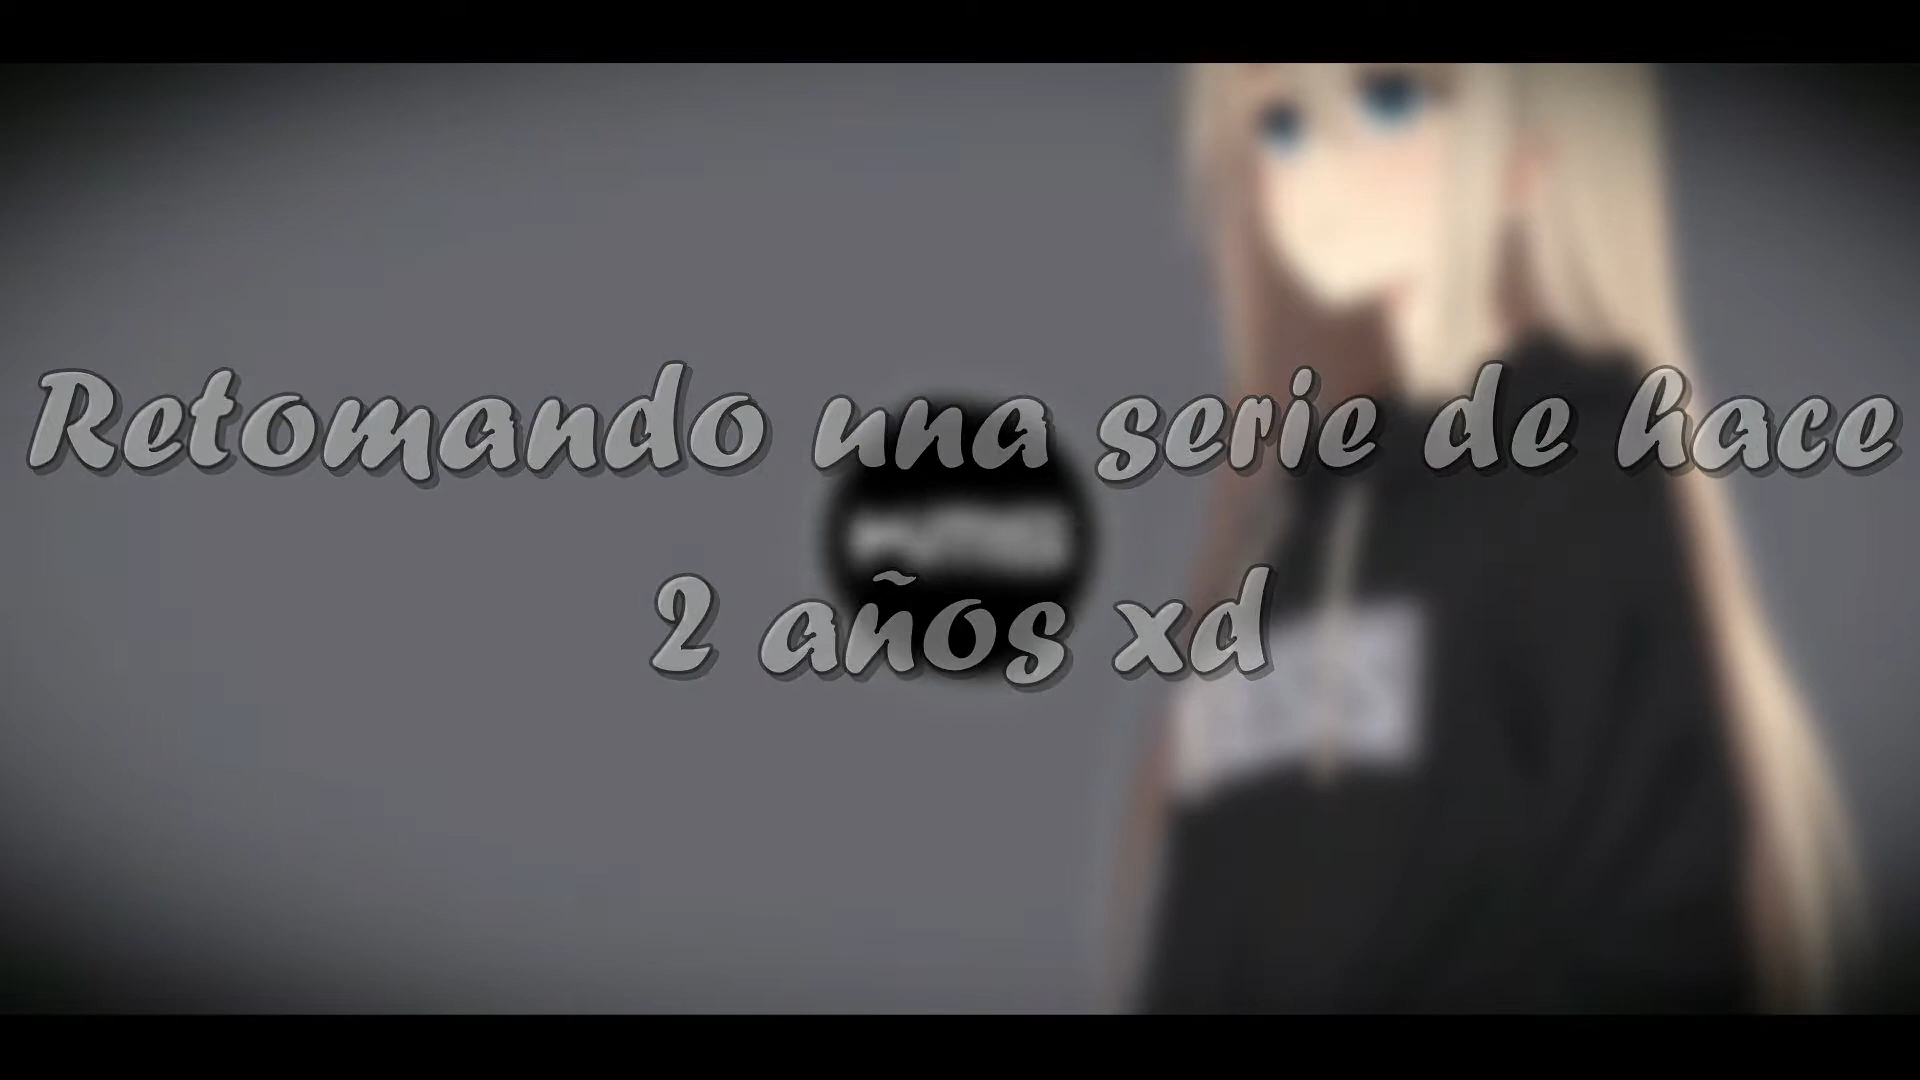 Retomando una serie de hace
2 años xd